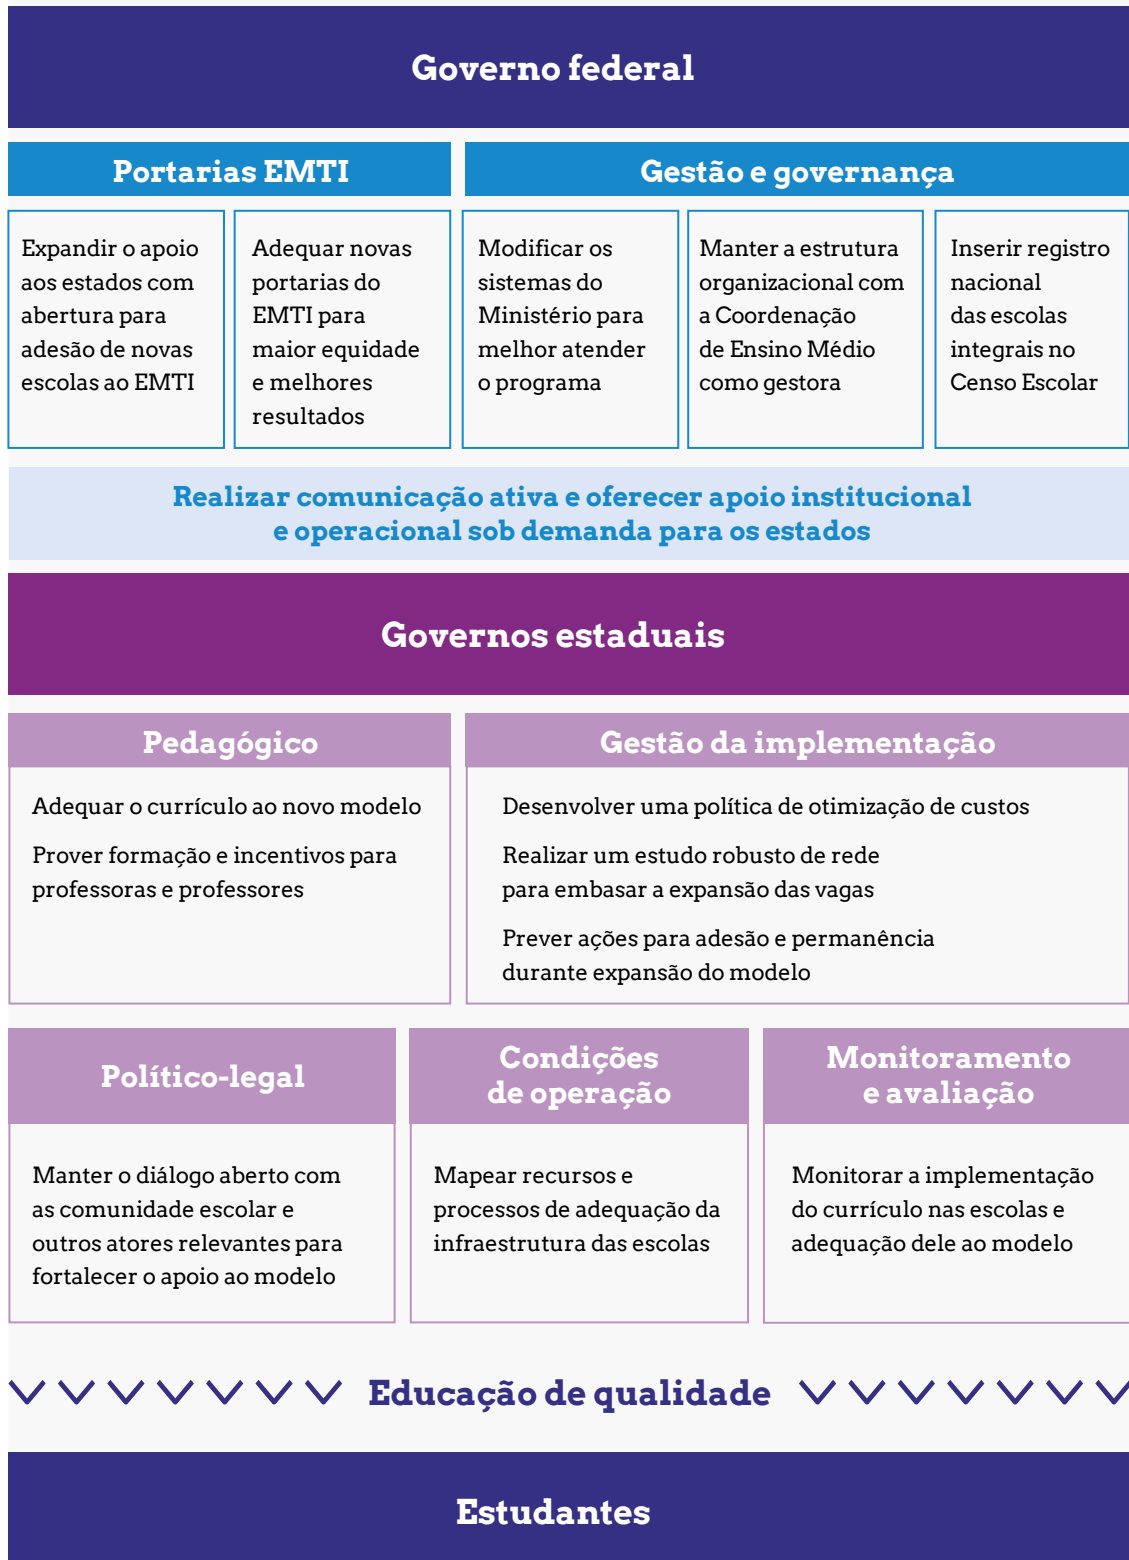 Governo federal
Portarias EMTI
Expandir o apoio
aos estados com
abertura para
adesão de novas
escolas ao EMTI
Adequar novas
portarias do
EMTI para
maior equidade
e melhores
resultados
Gestão e governança
Modificar os
sistemas do
Ministério para
melhor atender
o programa
Manter a estrutura
organizacional com
a Coordenação
de Ensino Médio
como gestora
Inserir registro
nacional
das escolas
integrais no
Censo Escolar
Realizar comunicação ativa e oferecer apoio institucional
e operacional sob demanda para os estados
Governos estaduais
Pedagógico
Adequar o currículo ao novo modelo
Prover formação e incentivos para
professoras e professores
Gestão da implementação
Desenvolver uma política de otimização de custos
Realizar um estudo robusto de rede
para embasar a expansão das vagas
Prever ações para adesão e permanência
durante expansão do modelo
Político-legal
Manter o diálogo aberto com
as comunidade escolar e
outros atores relevantes para
fortalecer o apoio ao modelo
Condições
de operação
Mapear recursos e
processos de adequação da
infraestrutura das escolas
Monitoramento
e avaliação
Monitorar a implementação
do currículo nas escolas e
adequação dele ao modelo
Educação de qualidade
Estudantes